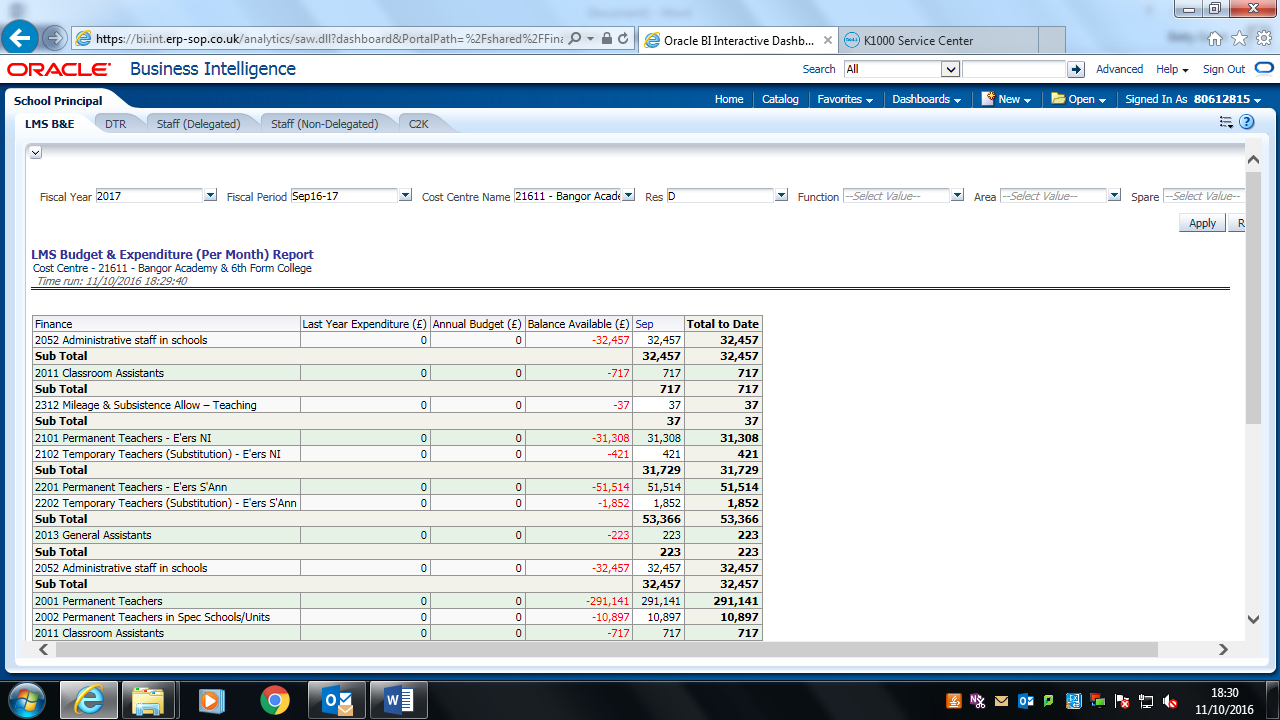 https://bi.int.erp-sop.co.uk/analytics/saw.dll?dashboard&PortalPath=%2Fshared%2FFina
Oracle BI Interactive Dashb...
K1000 Service Center
ORACLE Business Intelligence
Search All Advanced Help Sign Out
School Principal
Home Catalog Favorites Dashboards New Open Signed In As 80612815
LMS B&E DTR Staff (Delegated) Staff (Non-Delegated) C2K
Fiscal Year 2017 Fiscal Period Sep16-17 Cost Centre Name 21611 - Bangor Acade Res D Function --Select Value-- Area --Select Value-- Spare --Select Value--
Apply R
LMS Budget & Expenditure (Per Month) Report
Cost Centre - 21611 - Bangor Academy & 6th Form College
Time run: 11/10/2016 18:29:40
Finance Last Year Expenditure (£) Annual Budget (£) Balance Available (£) Sep Total to Date
2052 Administrative staff in schools 0 0 -32,457 32,457 32,457
Sub Total 32,457 32,457
2011 Classroom Assistants 0 0 -717 717 717
Sub Total 717 717
2312 Mileage & Subsistence Allow – Teaching 0 0 -37 37 37
Sub Total 37 37
2101 Permanent Teachers - E'ers NI 0 0 -31,308 31,308 31,308
2102 Temporary Teachers (Substitution) - E'ers NI 0 0 -421 421 421
Sub Total 31,729 31,729
2201 Permanent Teachers - E'ers S'Ann 0 0 -51,514 51,514 51,514
2202 Temporary Teachers (Substitution) - E'ers S'Ann 0 0 -1,852 1,852 1,852
Sub Total 53,366 53,366
2013 General Assistants 0 0 -223 223 223
Sub Total 223 223
2052 Administrative staff in schools 0 0 -32,457 32,457 32,457
Sub Total 32,457 32,457
2001 Permanent Teachers 0 0 -291,141 291,141 291,141
2002 Permanent Teachers in Spec Schools/Units 0 0 -10,897 10,897 10,897
2011 Classroom Assistants 0 0 -717 717 717
18:30
11/10/2016